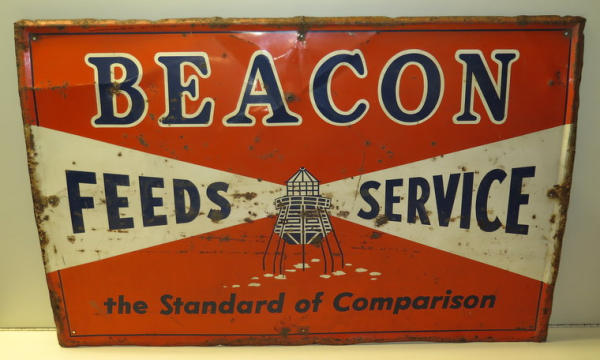 BEACON
FEEDS SERVICE
the Standard of Comparison